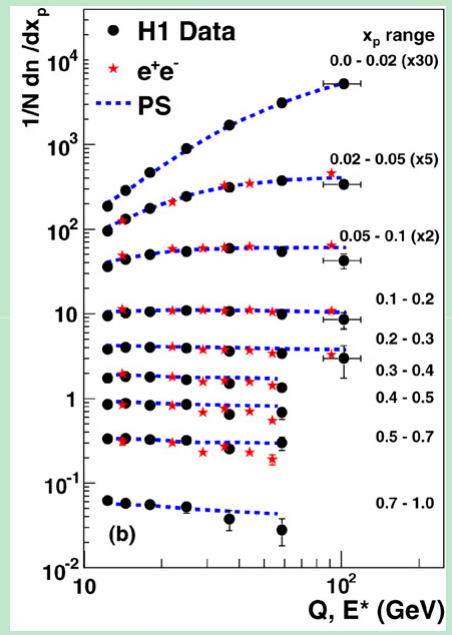 1/N dn/dxₚ
H1 Data
e⁺e⁻
PS
xₚ range
0.0 - 0.02 (x30)
0.02 - 0.05 (x5)
0.05 - 0.1 (x2)
0.1 - 0.2
0.2 - 0.3
0.3 - 0.4
0.4 - 0.5
0.5 - 0.7
0.7 - 1.0
(b)
10⁴
10³
10²
10
1
10⁻¹
10⁻²
10
10²
Q, E* (GeV)